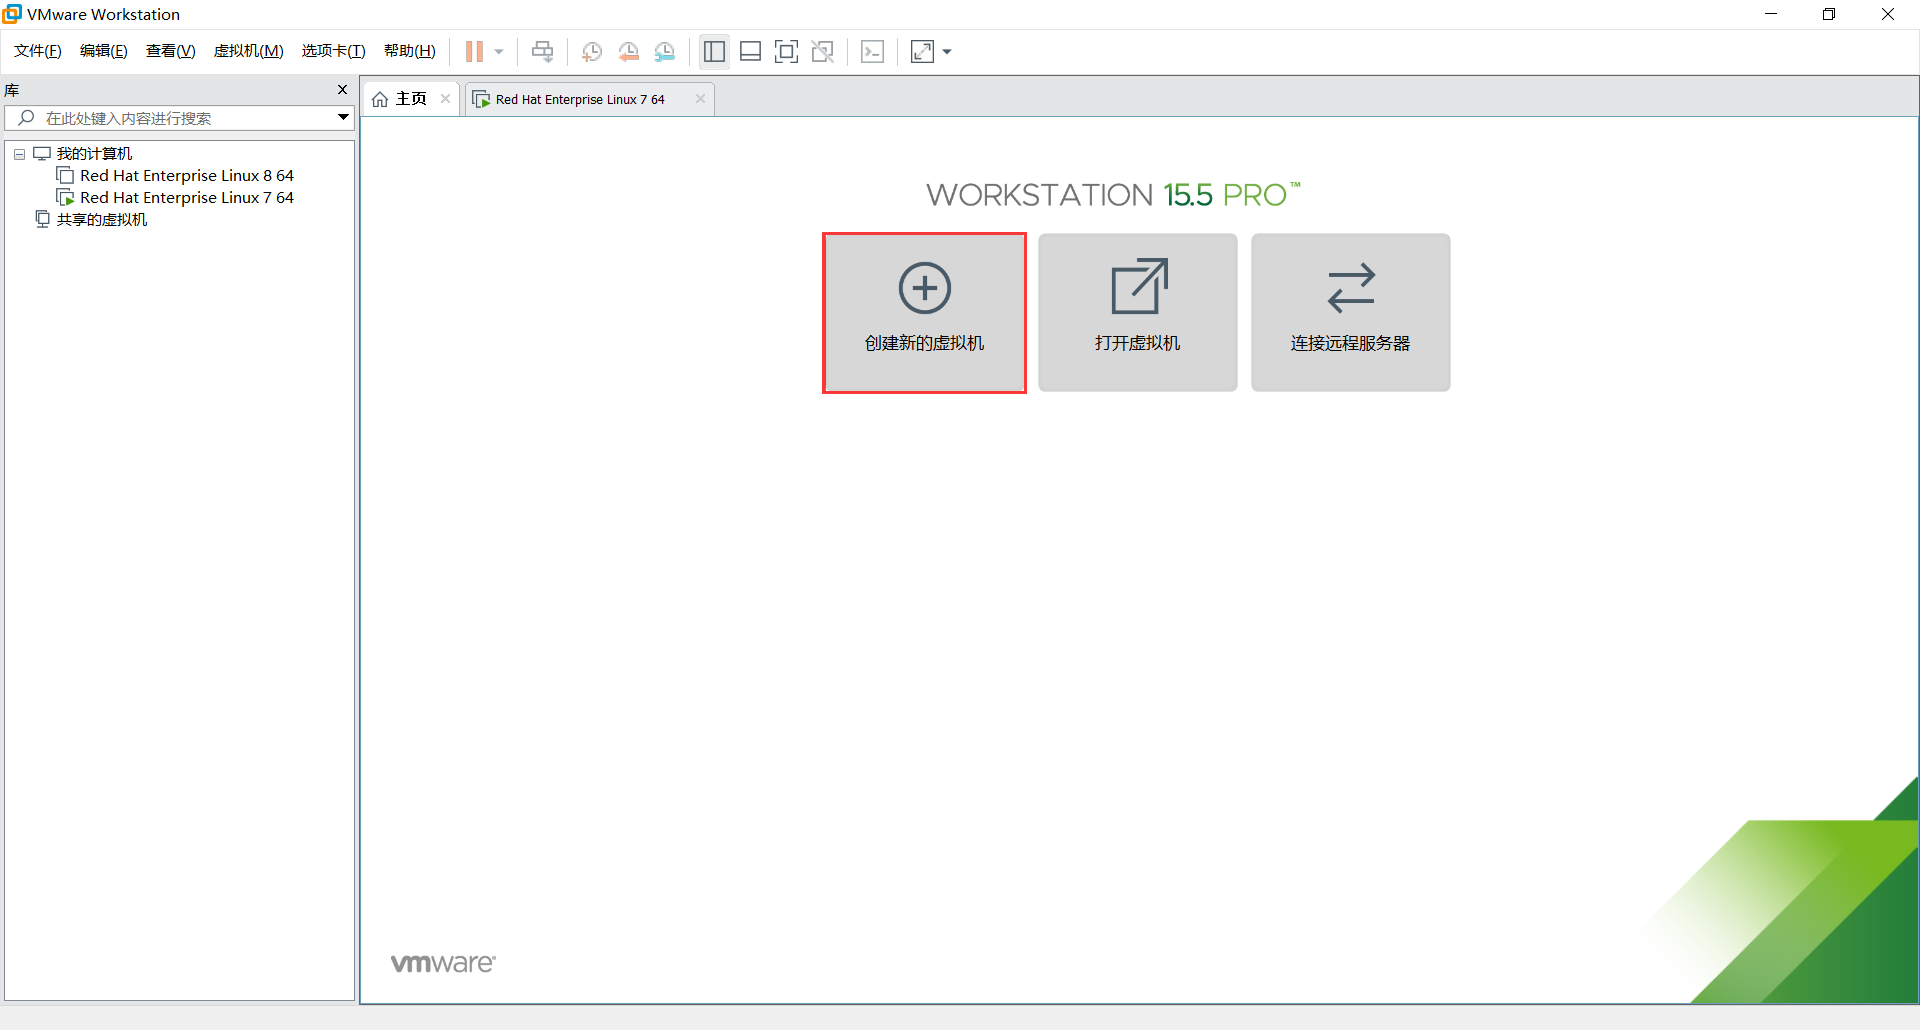 VMware Workstation
文件(F) 编辑(E) 查看(V) 虚拟机(M) 选项卡(T) 帮助(H)
库
主页
Red Hat Enterprise Linux 7 64
在此处键入内容进行搜索
我的计算机
Red Hat Enterprise Linux 8 64
Red Hat Enterprise Linux 7 64
共享的虚拟机
WORKSTATION 15.5 PRO™
创建新的虚拟机
打开虚拟机
连接远程服务器
vmware®